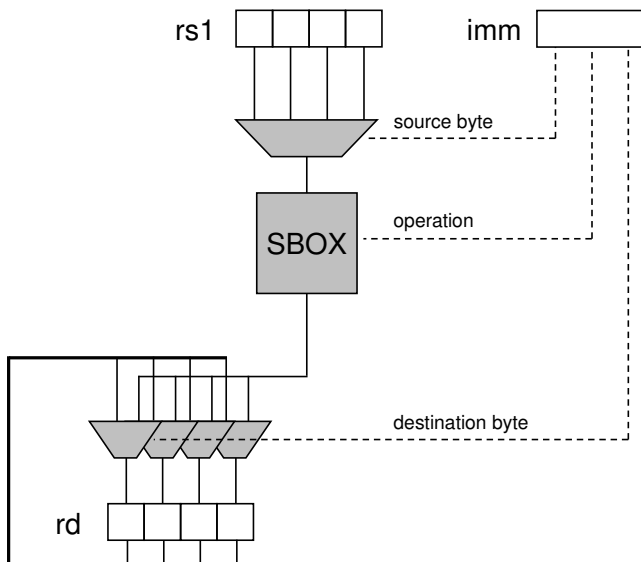 rs1
imm
source byte
operation
SBOX
destination byte
rd